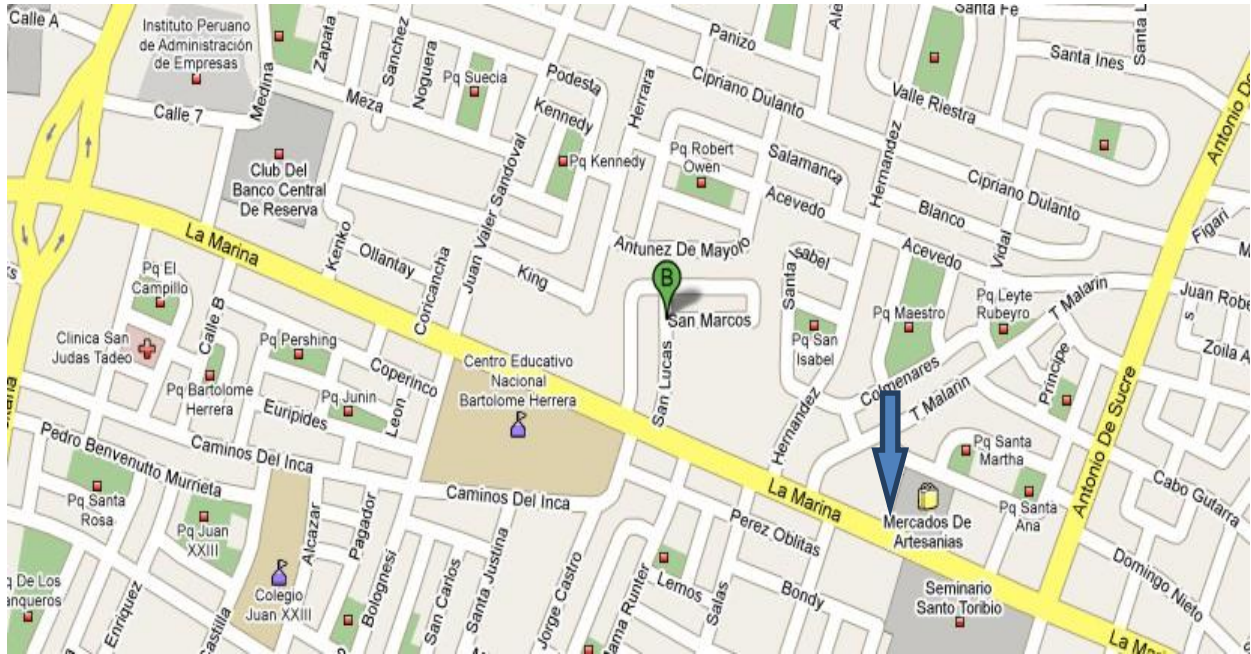 Calle A
Instituto Peruano
de Administración
de Empresas
Zapata
Sanchez
Noguera
Medina
Calle 7
Meza
Pq Suecia
Podesta
Kennedy
Herrara
Panizo
Cipriano Dulanto
Santa Fe
Santa Ines
Valle Riestra
Antonio De
Club Del
Banco Central
De Reserva
Juan Valer Sandoval
Pq Kennedy
Pq Robert
Owen
Salamanca
Hernandez
Acevedo
Blanco
Cipriano Dulanto
Figari
La Marina
Kenko
Ollantay
Coricancha
King
Antunez De Mayolo
Santa
Isabel
Acevedo
Vidal
Pq El
Campillo
Calle B
Clinica San
Judas Tadeo
Pq Pershing
B
San Marcos
Pq San
Isabel
Pq Maestro
Pq Leyte
Rubeyro
T Malarin
Juan Robe
Zoila A
Pq Bartolome
Herrera
Euripides
Pq Junin
Coperinco
Leon
Centro Educativo
Nacional
Bartolome Herrera
San Lucas
Hernandez
Colmenares
T Malarin
Principe
Antonio De Sucre
Pedro Benvenutto Murrieta
Caminos Del Inca
Caminos Del Inca
La Marina
Pq Santa
Martha
Pq Santa
Ana
Cabo Gutarra
Pq Santa
Rosa
Pq Juan
XXIII
Alcazar
Pagador
Perez Oblitas
Mercados De
Artesanias
Colegio
Juan XXIII
Bolognesi
San Carlos
Santa Justina
Jorge Castro
Mama Runter
Lemos
Salas
Bondy
Seminario
Santo Toribio
Domingo Nieto
Pq De Los
Enriquez
Castilla